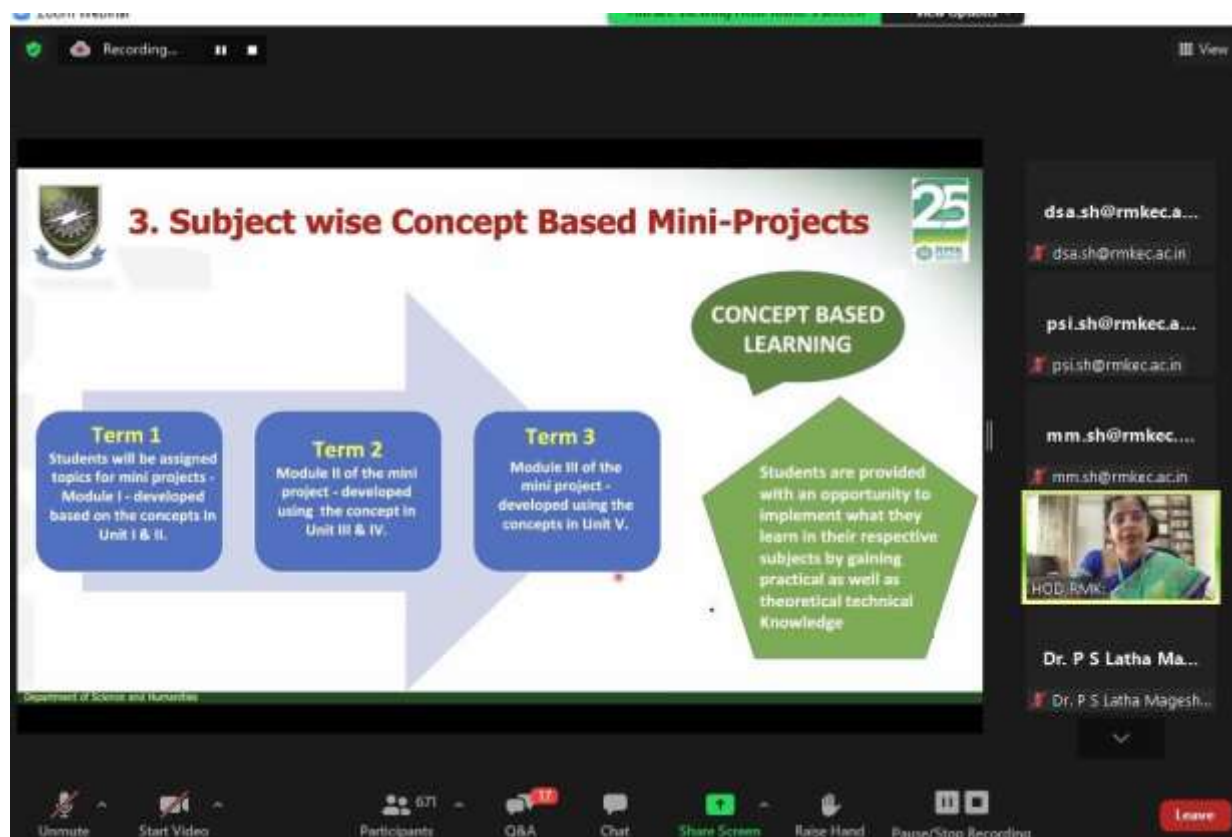 Zoom Webinar
View Options
Recording...
View
3. Subject wise Concept Based Mini-Projects
25
CONCEPT BASED
LEARNING
Term 1
Students will be assigned
topics for mini projects -
Module I - developed
based on the concepts in
Unit I & II.
Term 2
Module II of the mini
project - developed
using the concept in
Unit III & IV.
Term 3
Module III of the
mini project -
developed using the
concepts in Unit V.
Students are provided
with an opportunity to
implement what they
learn in their respective
subjects by gaining
practical as well as
theoretical technical
Knowledge
Department of Science and Humanities
dsa.sh@rmkec.a...
dsa.sh@rmkec.ac.in
psi.sh@rmkec.a...
psi.sh@rmkec.ac.in
mm.sh@rmkec....
mm.sh@rmkec.ac.in
HOD RMK
Dr. P S Latha Ma...
Dr. P S Latha Magesh...
Unmute
Start Video
671
Participants
17
Q&A
Chat
Share Screen
Raise Hand
Pause/Stop Recording
Leave